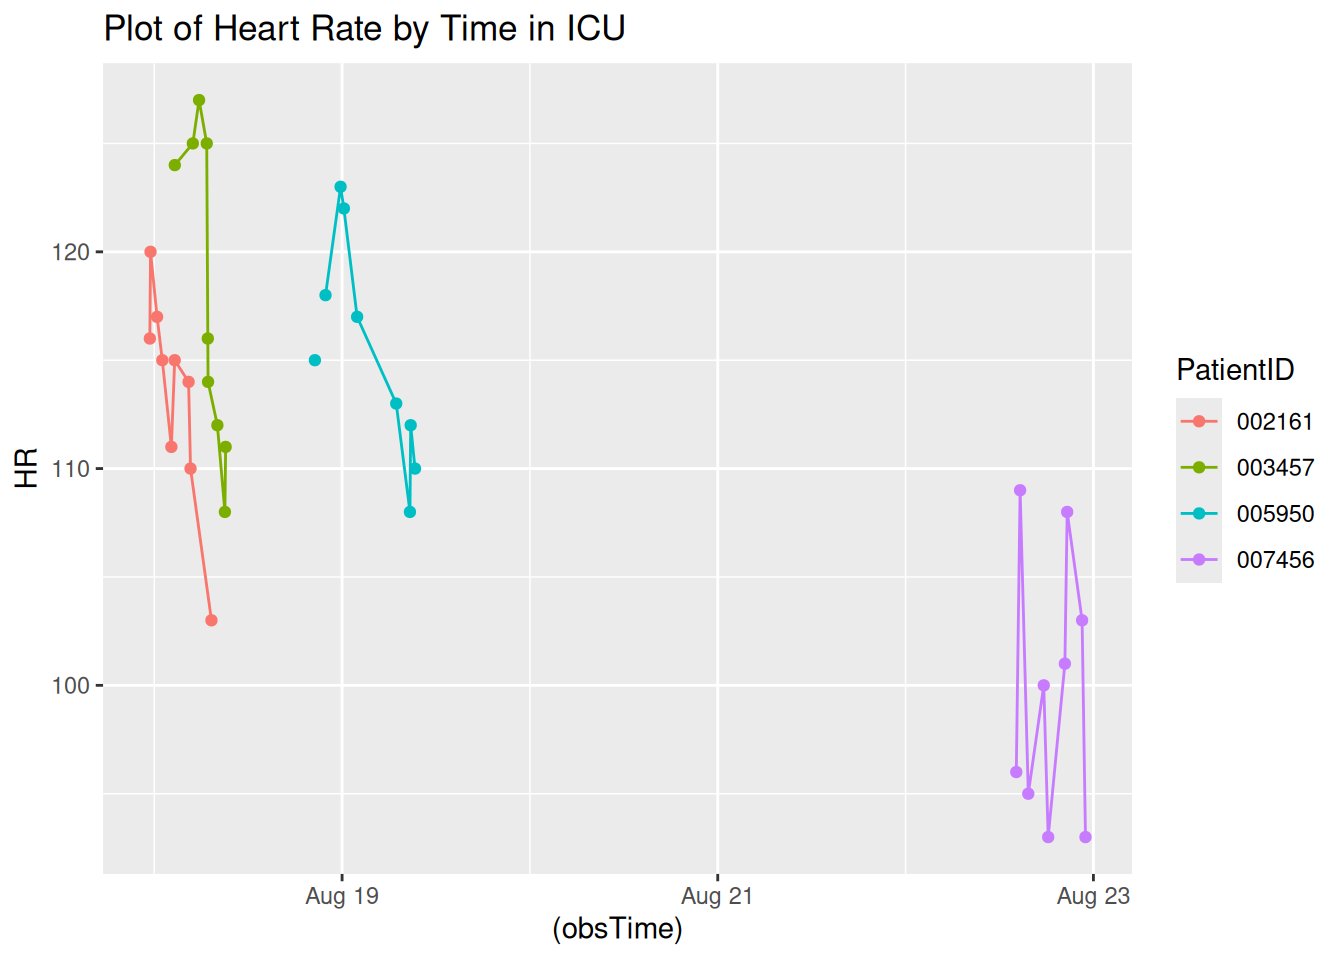 Plot of Heart Rate by Time in ICU
HR
120
110
100
Aug 19
Aug 21
Aug 23
(obsTime)
PatientID
002161
003457
005950
007456